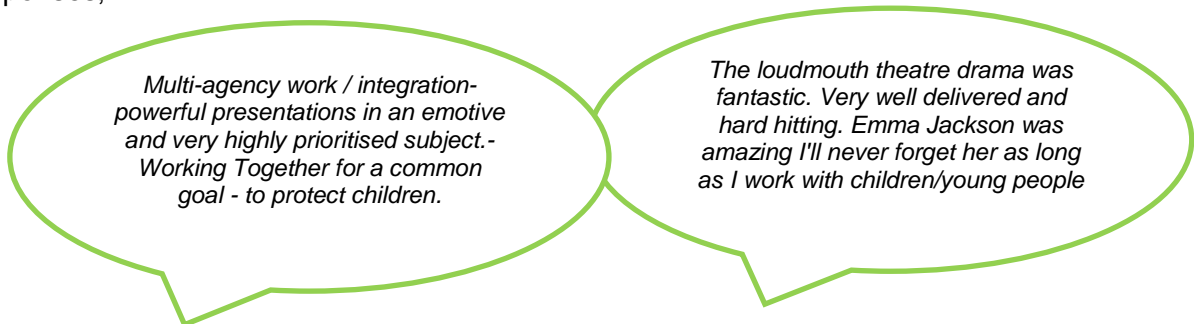 Multi-agency work / integration-
powerful presentations in an emotive
and very highly prioritised subject.-
Working Together for a common
goal - to protect children.
The loudmouth theatre drama was
fantastic. Very well delivered and
hard hitting. Emma Jackson was
amazing I'll never forget her as long
as I work with children/young people